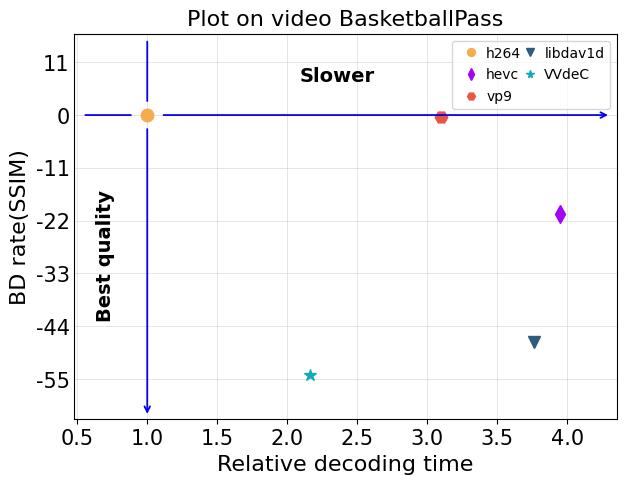 Plot on video BasketballPass
h264
hevc
vp9
libdav1d
VVdeC
Slower
Best quality
BD rate(SSIM)
11
0
-11
-22
-33
-44
-55
0.5 1.0 1.5 2.0 2.5 3.0 3.5 4.0
Relative decoding time